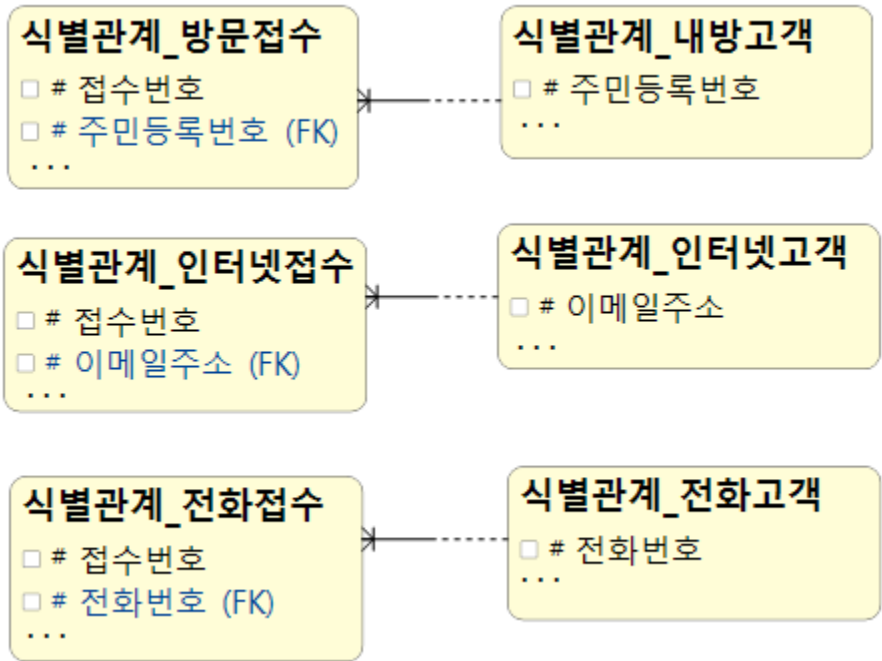 식별관계_방문접수
# 접수번호
# 주민등록번호 (FK)
...
식별관계_내방고객
# 주민등록번호
...
식별관계_인터넷접수
# 접수번호
# 이메일주소 (FK)
...
식별관계_인터넷고객
# 이메일주소
...
식별관계_전화접수
# 접수번호
# 전화번호 (FK)
...
식별관계_전화고객
# 전화번호
...